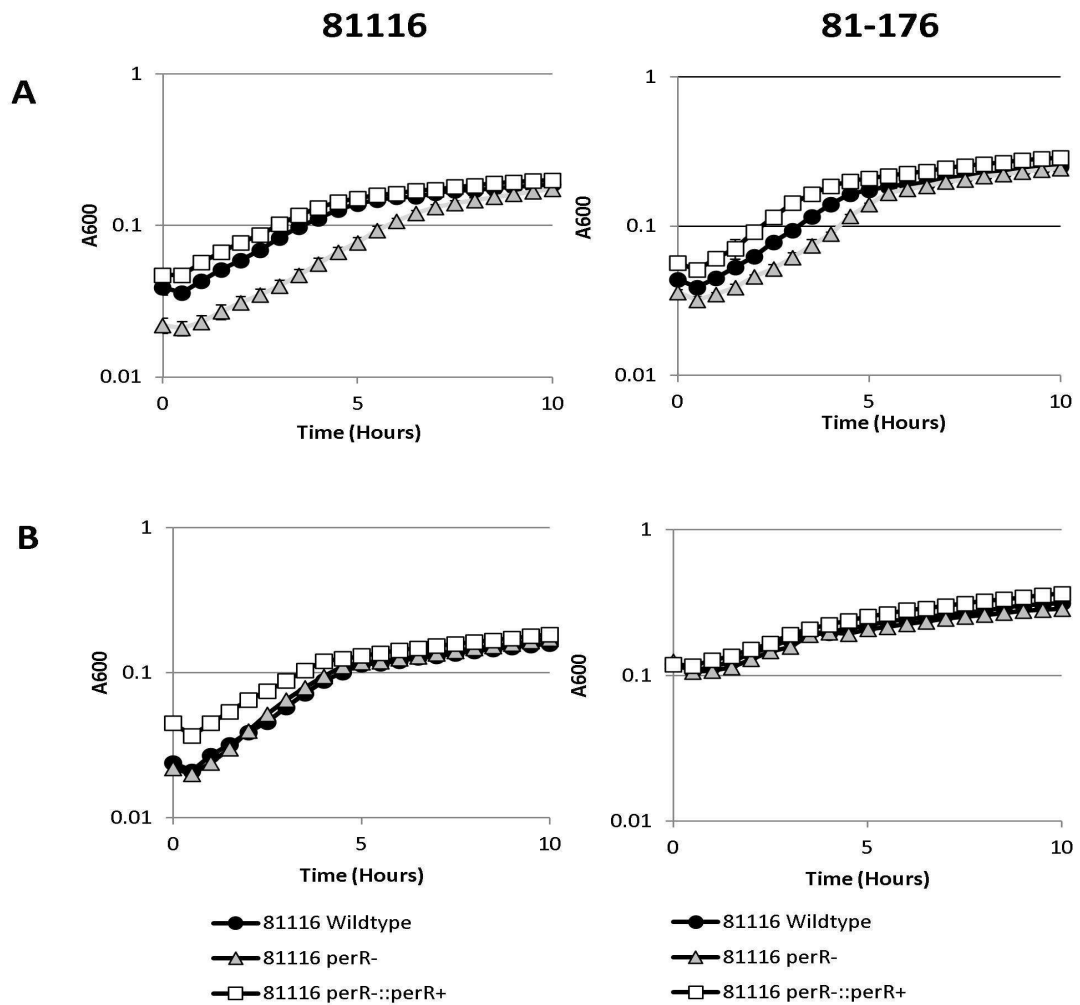 81116
81-176
A
1
0.1
0.01
A600
0
5
10
Time (Hours)
1
0.1
0.01
A600
0
5
10
Time (Hours)
B
1
0.1
0.01
A600
0
5
10
Time (Hours)
1
0.1
0.01
A600
0
5
10
Time (Hours)
81116 Wildtype
81116 perR-
81116 perR-::perR+
81116 Wildtype
81116 perR-
81116 perR-::perR+